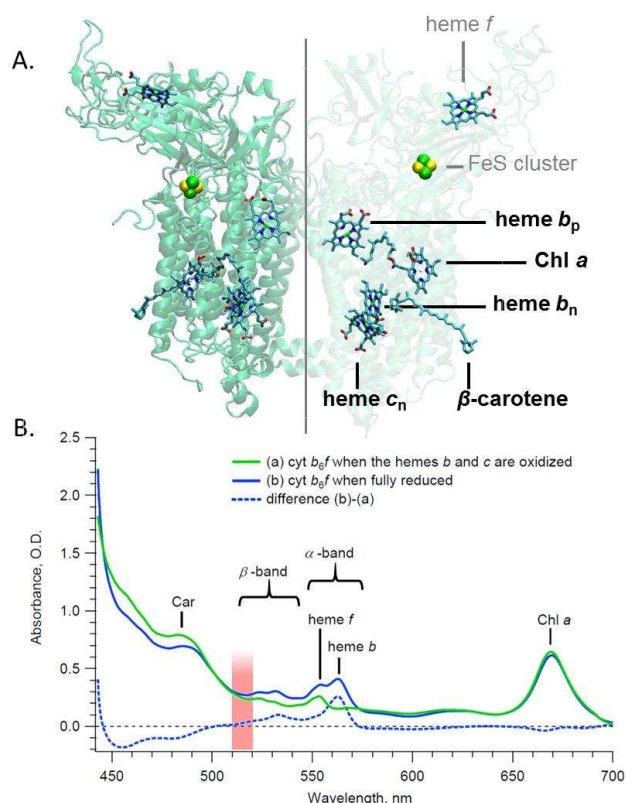 A.
heme f
FeS cluster
heme bp
Chl a
heme bn
heme cn
β-carotene
B.
(a) cyt b6f when the hemes b and c are oxidized
(b) cyt b6f when fully reduced
difference (b)-(a)
β -band
α -band
Car
heme f
heme b
Chl a
Absorbance, O.D.
2.5
2.0
1.5
1.0
0.5
0.0
450
500
550
600
650
700
Wavelength, nm